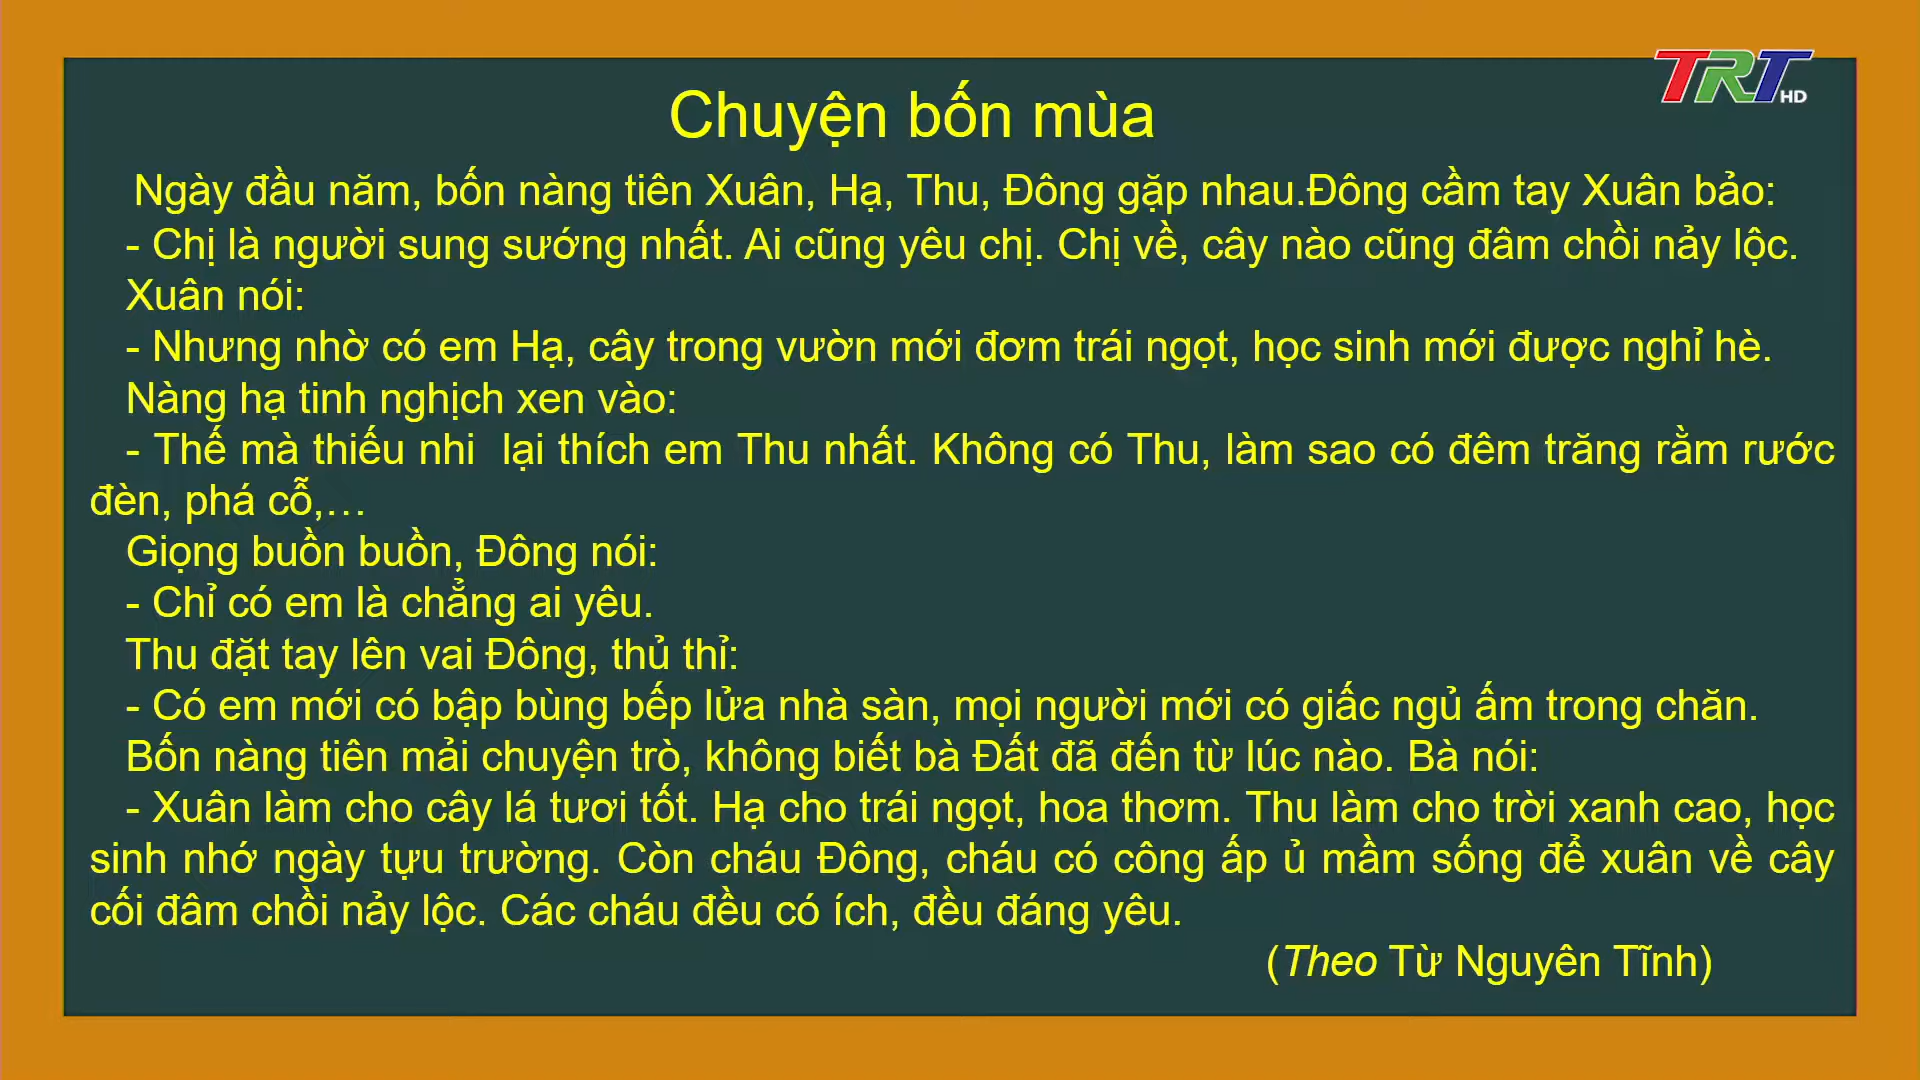 TRT HD
Chuyện bốn mùa
Ngày đầu năm, bốn nàng tiên Xuân, Hạ, Thu, Đông gặp nhau.Đông cầm tay Xuân bảo:
- Chị là người sung sướng nhất. Ai cũng yêu chị. Chị về, cây nào cũng đâm chồi nảy lộc.
Xuân nói:
- Nhưng nhờ có em Hạ, cây trong vườn mới đơm trái ngọt, học sinh mới được nghỉ hè.
Nàng hạ tinh nghịch xen vào:
- Thế mà thiếu nhi lại thích em Thu nhất. Không có Thu, làm sao có đêm trăng rằm rước
đèn, phá cỗ,…
Giọng buồn buồn, Đông nói:
- Chỉ có em là chẳng ai yêu.
Thu đặt tay lên vai Đông, thủ thỉ:
- Có em mới có bập bùng bếp lửa nhà sàn, mọi người mới có giấc ngủ ấm trong chăn.
Bốn nàng tiên mải chuyện trò, không biết bà Đất đã đến từ lúc nào. Bà nói:
- Xuân làm cho cây lá tươi tốt. Hạ cho trái ngọt, hoa thơm. Thu làm cho trời xanh cao, học
sinh nhớ ngày tựu trường. Còn cháu Đông, cháu có công ấp ủ mầm sống để xuân về cây
cối đâm chồi nảy lộc. Các cháu đều có ích, đều đáng yêu.
(Theo Từ Nguyên Tĩnh)